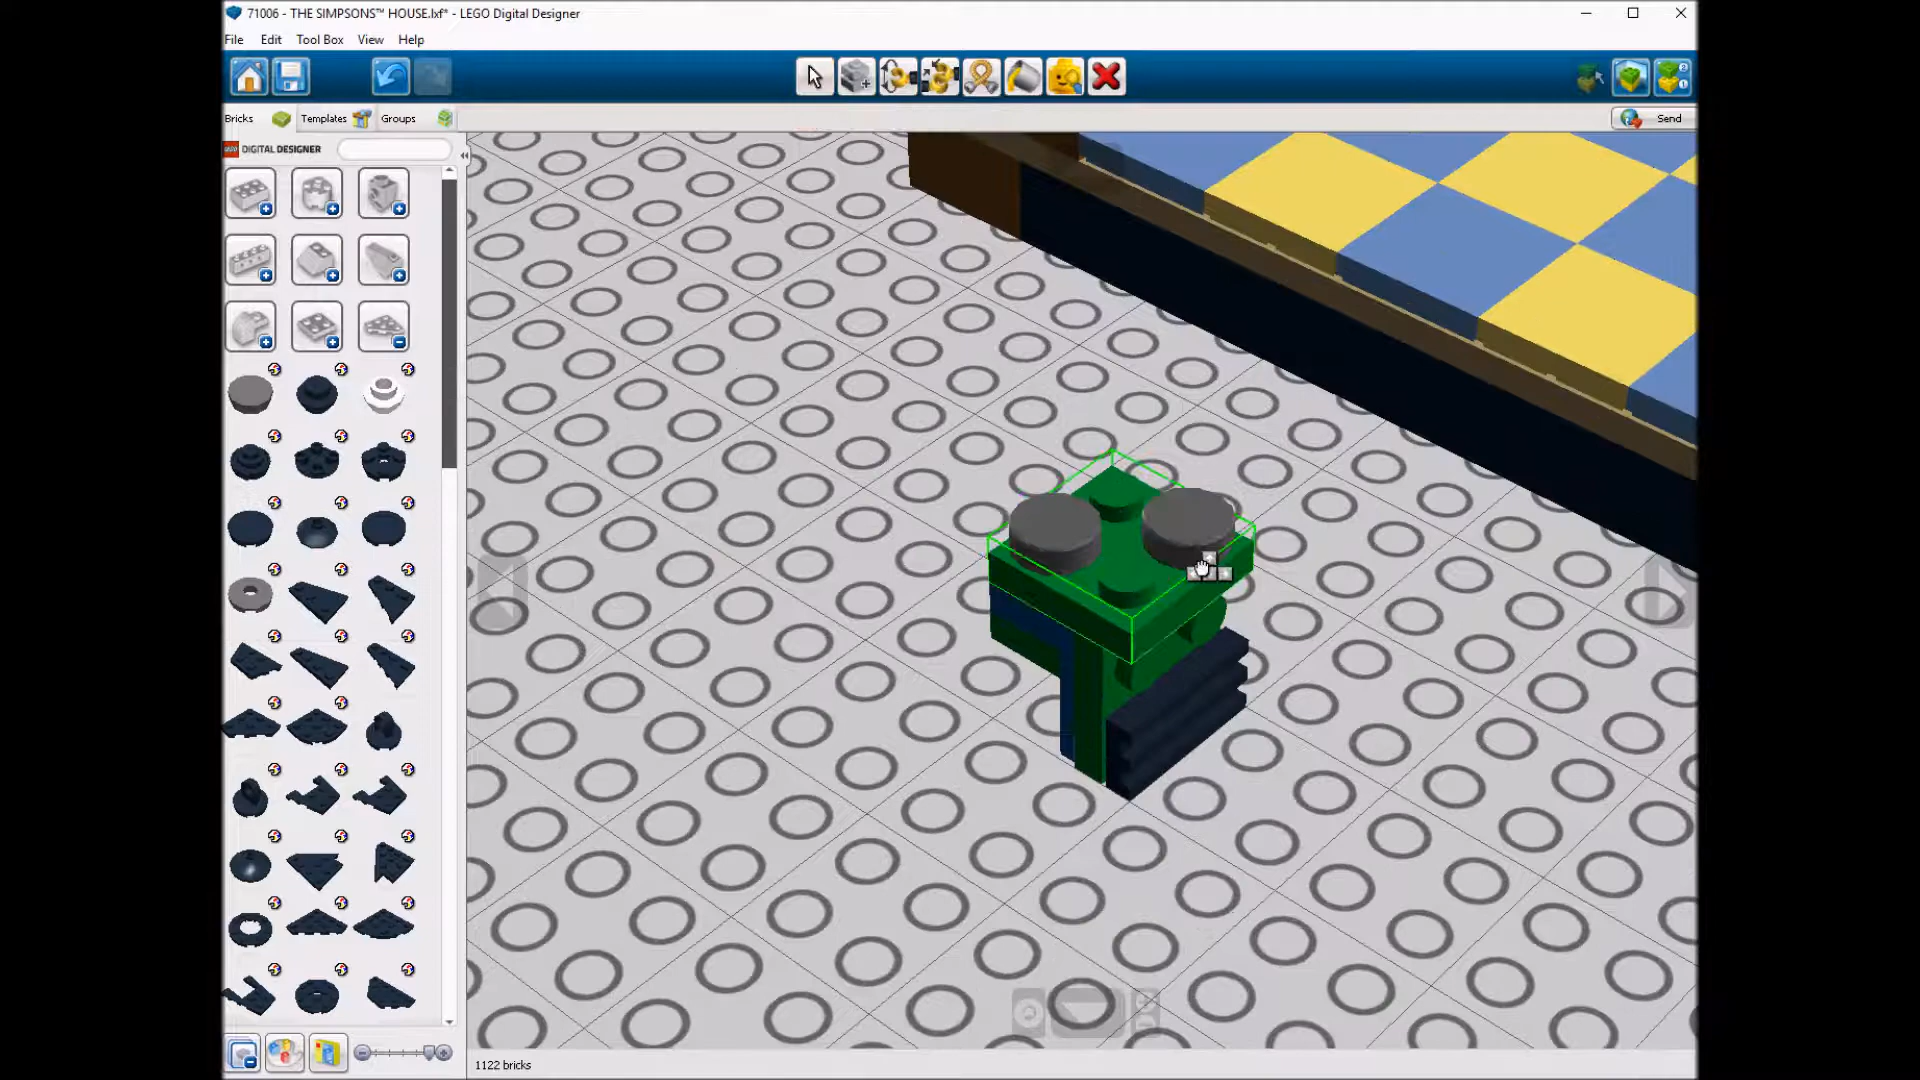 71006 - THE SIMPSONS™ HOUSE.lxf* - LEGO Digital Designer
File Edit Tool Box View Help
Bricks Templates Groups Send
LEGO DIGITAL DESIGNER
1122 bricks